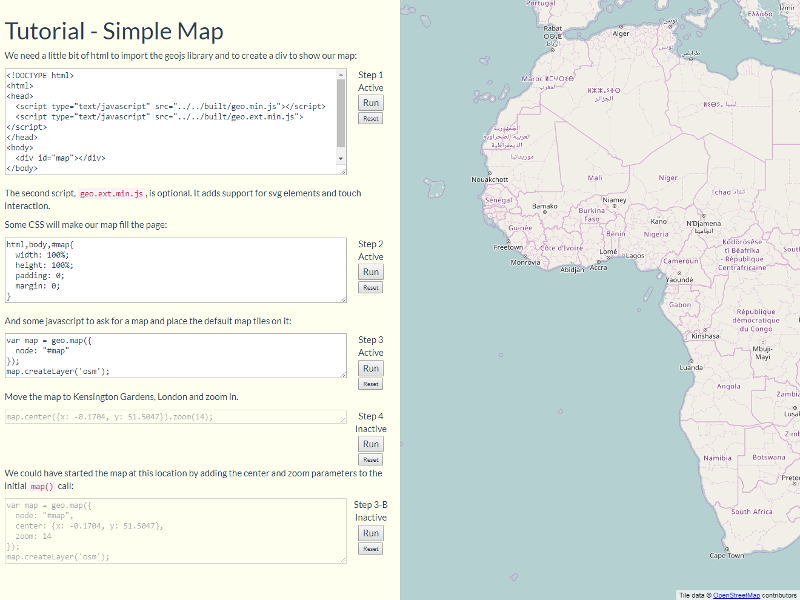 Tutorial - Simple Map
We need a little bit of html to import the geojs library and to create a div to show our map:
<!DOCTYPE html>
<html>
<head>
<script type="text/javascript" src="../../built/geo.min.js"></script>
<script type="text/javascript" src="../../built/geo.ext.min.js">
</script>
</head>
<body>
<div id="map"></div>
</body>
Step 1
Active
Run
Reset
The second script, geo.ext.min.js, is optional. It adds support for svg elements and touch
interaction.
Some CSS will make our map fill the page:
html,body,#map{
width: 100%;
height: 100%;
padding: 0;
margin: 0;
}
Step 2
Active
Run
Reset
And some javascript to ask for a map and place the default map tiles on it:
var map = geo.map({
node: "#map"
});
map.createLayer('osm');
Step 3
Active
Run
Reset
Move the map to Kensington Gardens, London and zoom in.
map.center({x: -0.1704, y: 51.5047}).zoom(14);
Step 4
Inactive
Run
Reset
We could have started the map at this location by adding the center and zoom parameters to the
initial map() call:
var map = geo.map({
node: "#map",
center: {x: -0.1704, y: 51.5047},
zoom: 14
});
map.createLayer('osm');
Step 3-B
Inactive
Run
Reset
Portugal
Ελλάδα
İzmir
Rabat
Alger
تونس
Maroc ⵍⵎⵖⵔⵉⴱ
المغرب
الجزائر
موريتانيا
Nouakchott
Mali
Niger
Tchad تشاد
Sénégal
Bamako
Niamey
Burkina
Faso
Kano
N'Djamena
انجمينا
Guinée
Bénin
Nigeria
Freetown
Côte d'Ivoire
Lomé
Lagos
Monrovia
Abidjan
Accra
Ködörösêse
tî Bêafrîka
- République
Centrafricaine
South
Cameroun
Yaoundé
Gabon
République
démocratique
du Congo
Kinshasa
Mbuji-
Mayi
Luanda
Angola
Zambia
Lusaka
Namibia
Botswana
Pretoria
South Africa
Cape Town
Tile data © OpenStreetMap contributors